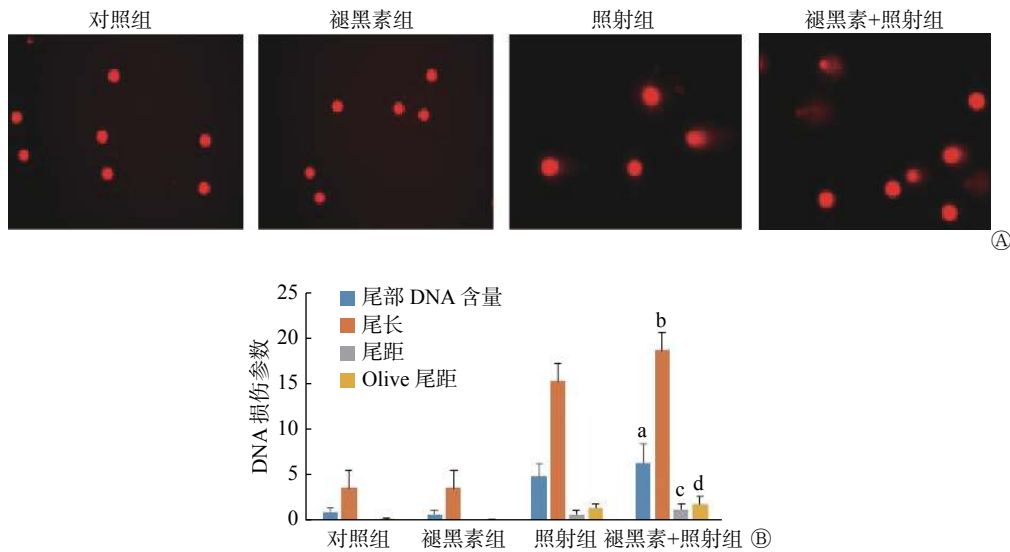 对照组 褪黑素组 照射组 褪黑素+照射组
Ⓐ
25
20
15
10
5
0
DNA 损伤参数
尾部 DNA 含量
尾长
尾距
Olive 尾距
a
b
c
d
对照组 褪黑素组 照射组 褪黑素+照射组 Ⓑ